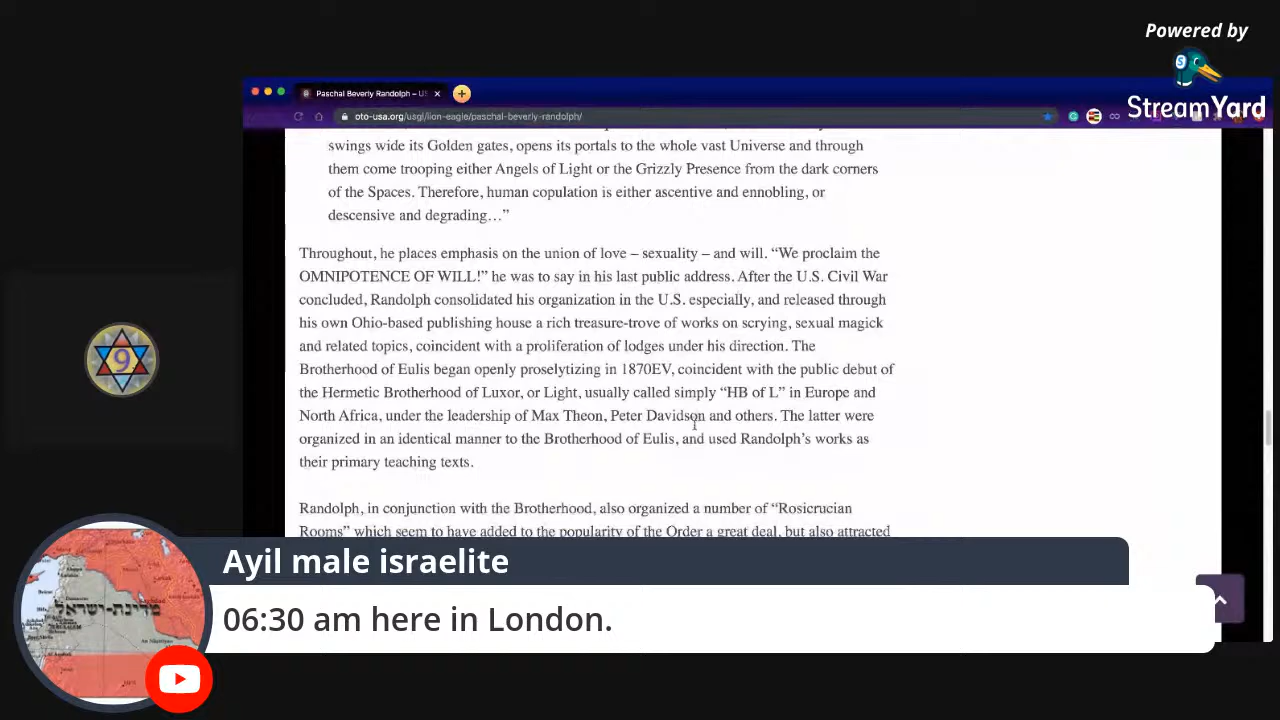 Powered by
StreamYard
Paschal Beverly Randolph – US
oto-usa.org/usgl/lion-eagle/paschal-beverly-randolph/
swings wide its Golden gates, opens its portals to the whole vast Universe and through
them come trooping either Angels of Light or the Grizzly Presence from the dark corners
of the Spaces. Therefore, human copulation is either ascentive and ennobling, or
descensive and degrading…”
Throughout, he places emphasis on the union of love – sexuality – and will. “We proclaim the
OMNIPOTENCE OF WILL!” he was to say in his last public address. After the U.S. Civil War
concluded, Randolph consolidated his organization in the U.S. especially, and released through
his own Ohio-based publishing house a rich treasure-trove of works on scrying, sexual magick
and related topics, coincident with a proliferation of lodges under his direction. The
Brotherhood of Eulis began openly proselytizing in 1870EV, coincident with the public debut of
the Hermetic Brotherhood of Luxor, or Light, usually called simply “HB of L” in Europe and
North Africa, under the leadership of Max Theon, Peter Davidson and others. The latter were
organized in an identical manner to the Brotherhood of Eulis, and used Randolph’s works as
their primary teaching texts.
Randolph, in conjunction with the Brotherhood, also organized a number of “Rosicrucian
Rooms” which seem to have added to the popularity of the Order a great deal, but also attracted
9
Ayil male israelite
06:30 am here in London.
מדינת-ישראל